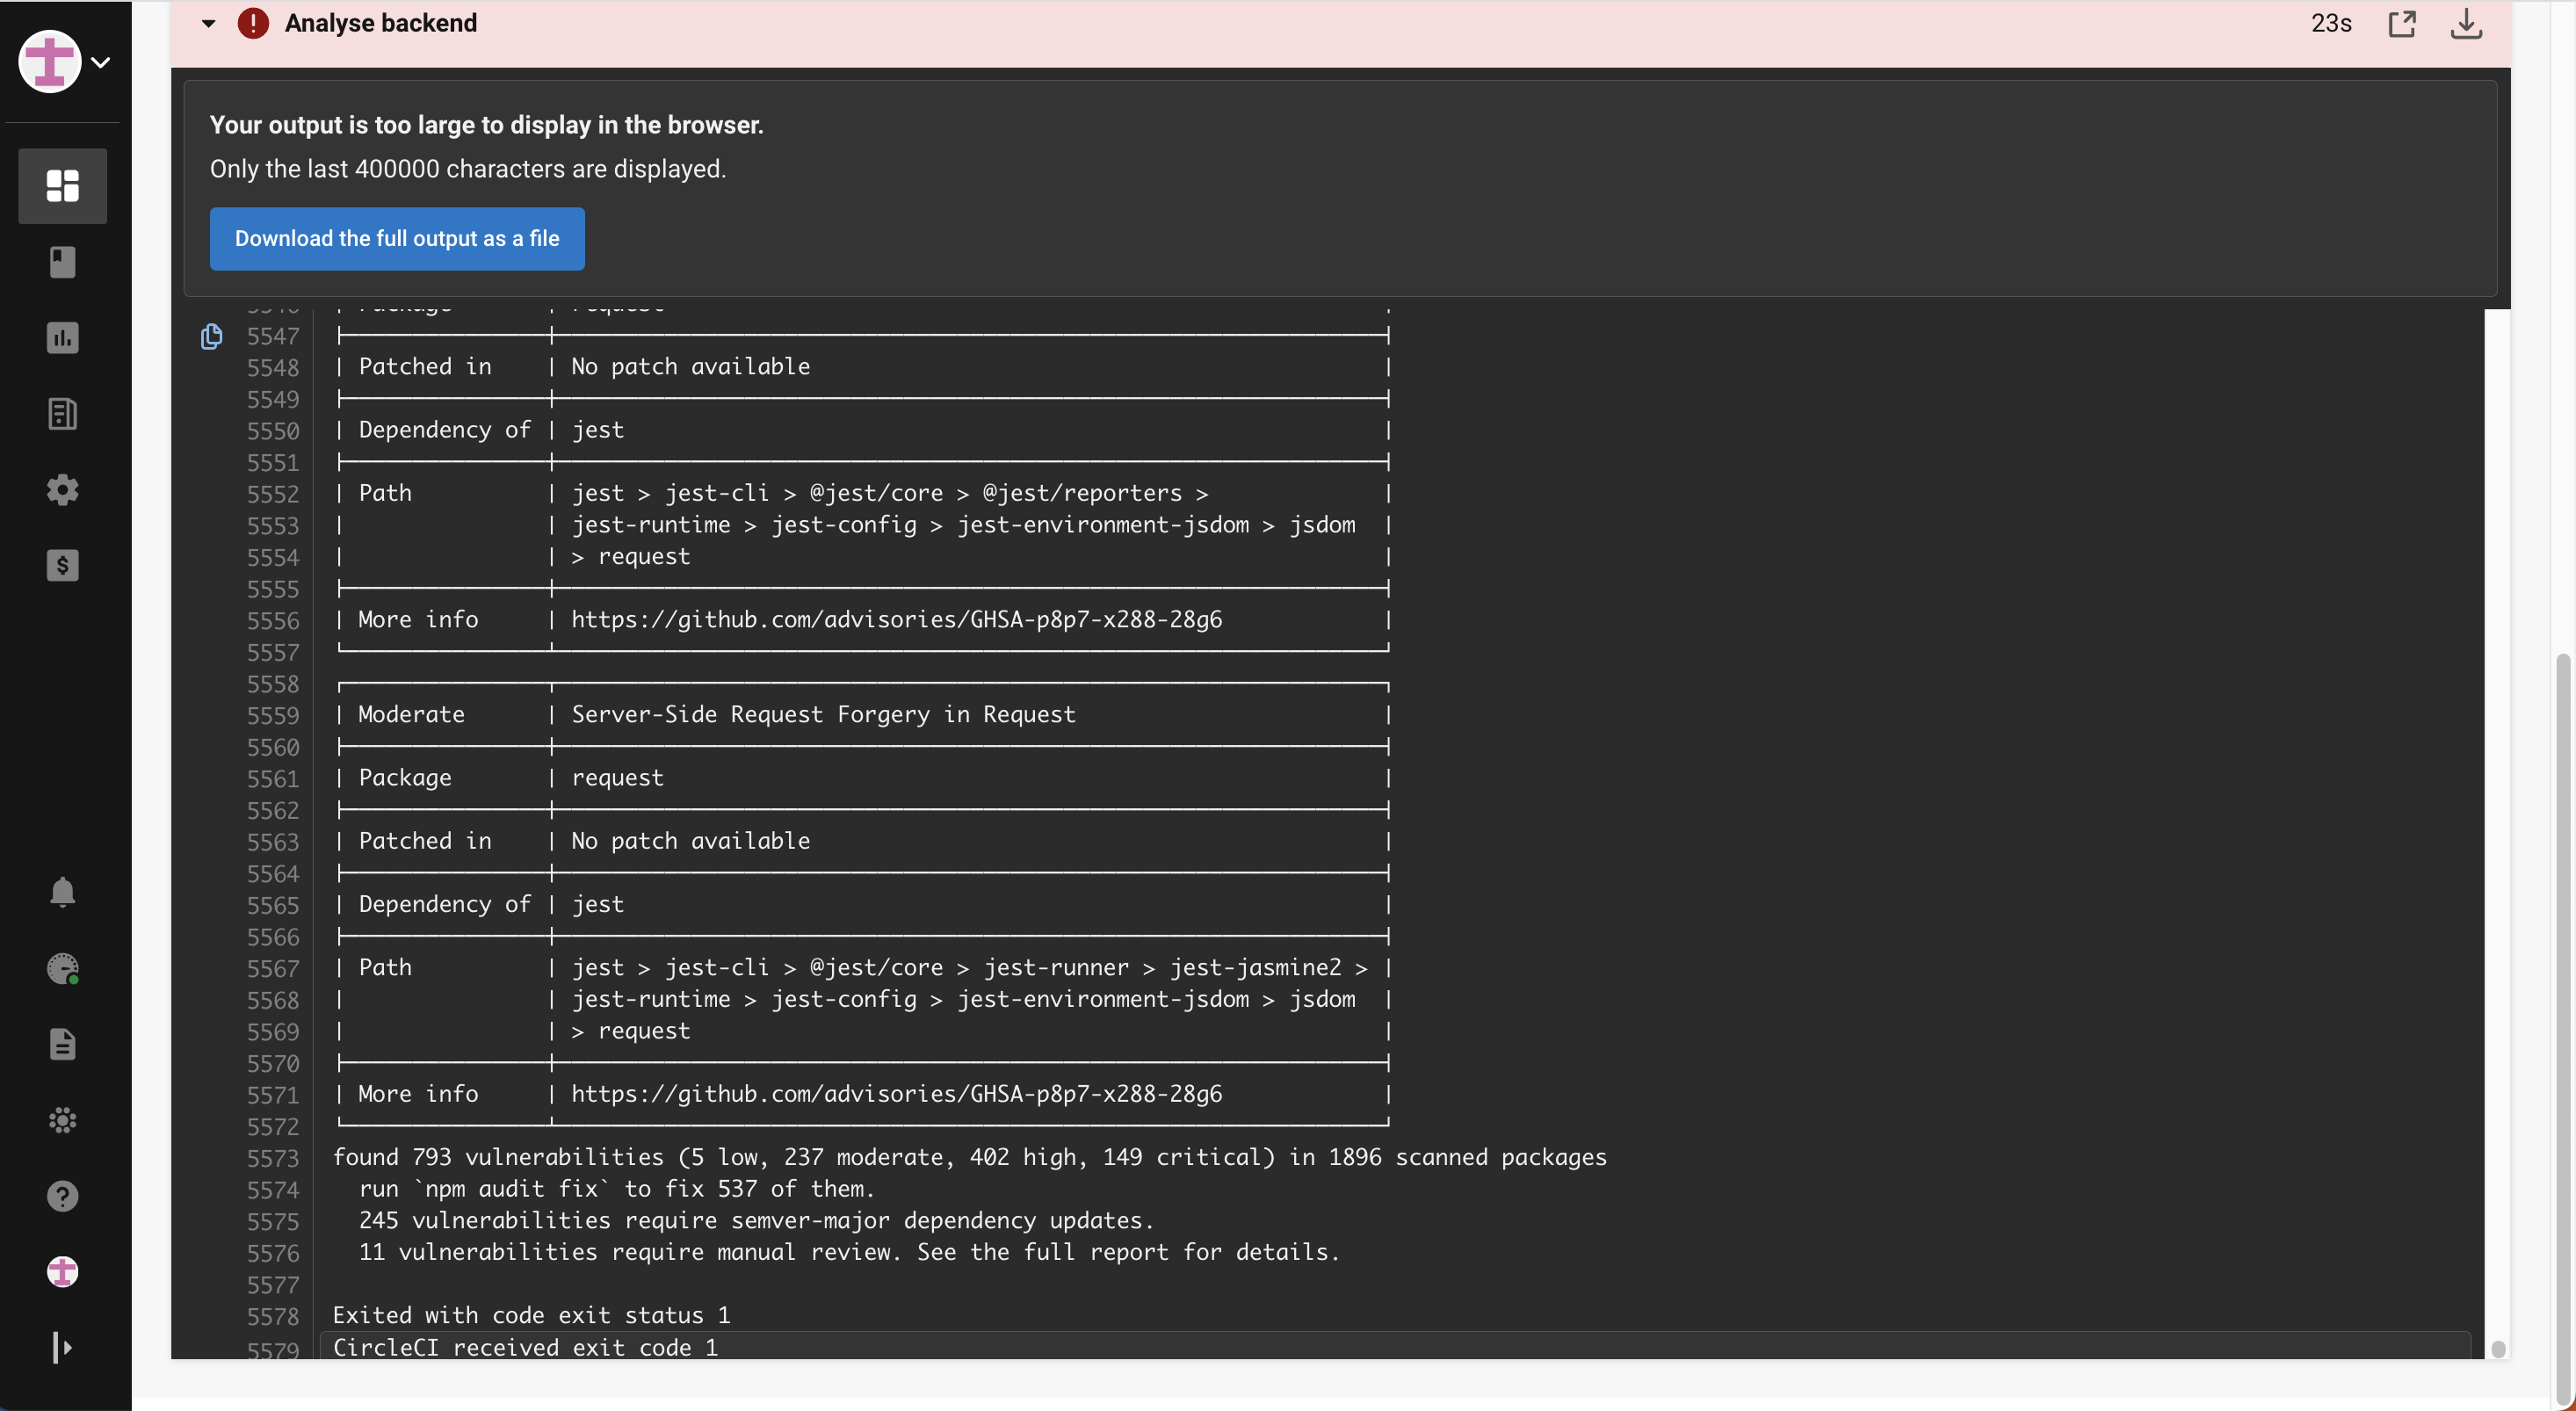 Analyse backend 23s
Your output is too large to display in the browser.
Only the last 400000 characters are displayed.
Download the full output as a file
5547
5548 | Patched in | No patch available |
5549
5550 | Dependency of | jest |
5551
5552 | Path | jest > jest-cli > @jest/core > @jest/reporters > |
5553 | | jest-runtime > jest-config > jest-environment-jsdom > jsdom |
5554 | | > request |
5555
5556 | More info | https://github.com/advisories/GHSA-p8p7-x288-28g6 |
5557
5558
5559 | Moderate | Server-Side Request Forgery in Request |
5560
5561 | Package | request |
5562
5563 | Patched in | No patch available |
5564
5565 | Dependency of | jest |
5566
5567 | Path | jest > jest-cli > @jest/core > jest-runner > jest-jasmine2 > |
5568 | | jest-runtime > jest-config > jest-environment-jsdom > jsdom |
5569 | | > request |
5570
5571 | More info | https://github.com/advisories/GHSA-p8p7-x288-28g6 |
5572
5573 found 793 vulnerabilities (5 low, 237 moderate, 402 high, 149 critical) in 1896 scanned packages
5574 run `npm audit fix` to fix 537 of them.
5575 245 vulnerabilities require semver-major dependency updates.
5576 11 vulnerabilities require manual review. See the full report for details.
5577
5578 Exited with code exit status 1
5579 CircleCI received exit code 1